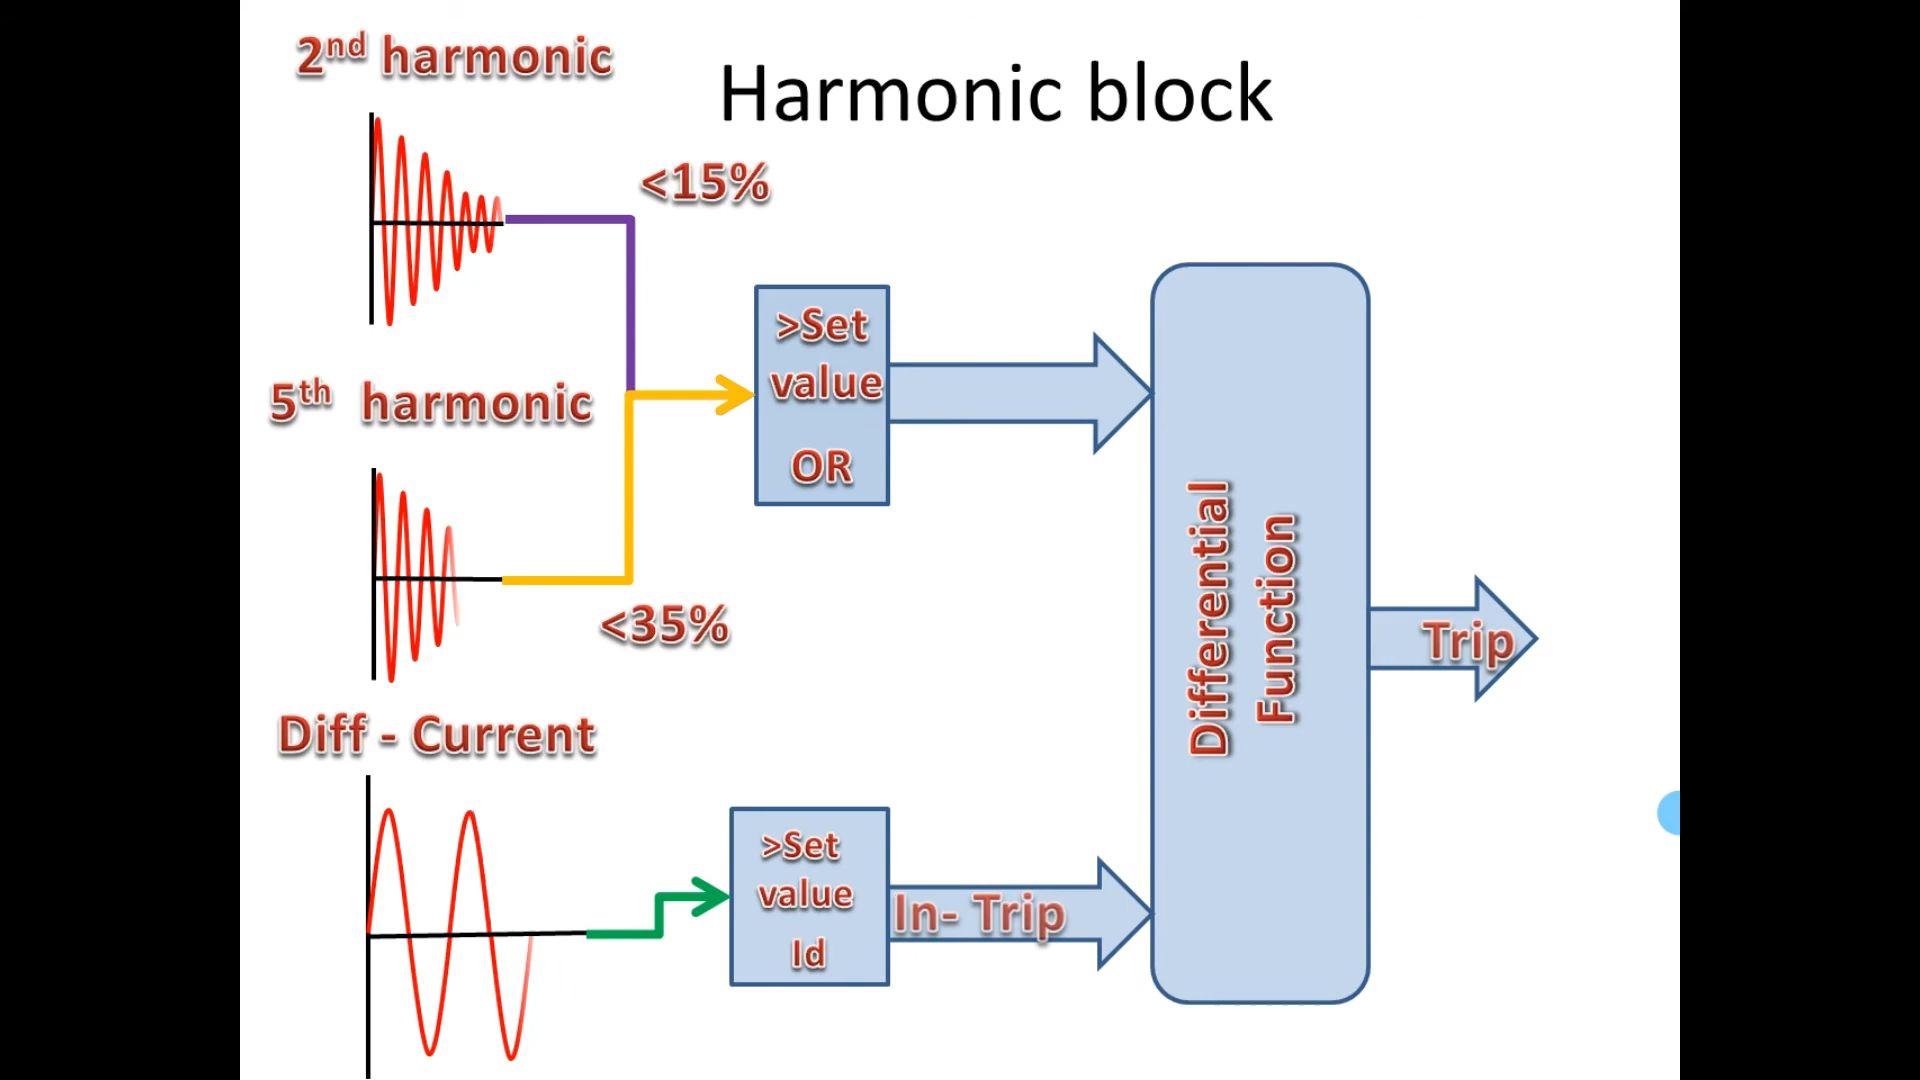 2nd harmonic
Harmonic block
<15%
>Set
value
OR
5th harmonic
<35%
Differential
Function
Trip
Diff - Current
>Set
value
Id
In- Trip